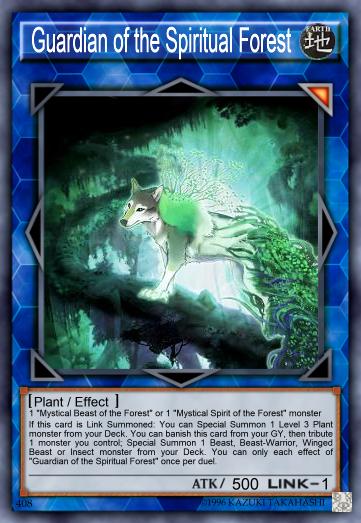 Guardian of the Spiritual Forest
EARTH
地
[ Plant / Effect ]
1 "Mystical Beast of the Forest" or 1 "Mystical Spirit of the Forest" monster
If this card is Link Summoned: You can Special Summon 1 Level 3 Plant
monster from your Deck. You can banish this card from your GY, then tribute
1 monster you control; Special Summon 1 Beast, Beast-Warrior, Winged
Beast or Insect monster from your Deck. You can only each effect of
"Guardian of the Spiritual Forest" once per duel.
ATK/ 500 LINK-1
408
©1996 KAZUKI TAKAHASHI